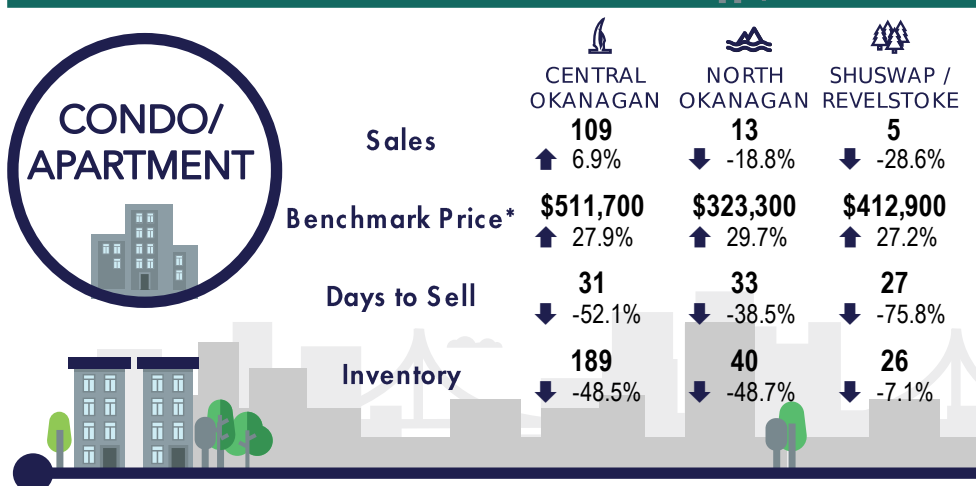 CONDO/
APARTMENT
CENTRAL OKANAGAN NORTH OKANAGAN SHUSWAP / REVELSTOKE
Sales 109 13 5
6.9% -18.8% -28.6%
Benchmark Price* $511,700 $323,300 $412,900
27.9% 29.7% 27.2%
Days to Sell 31 33 27
-52.1% -38.5% -75.8%
Inventory 189 40 26
-48.5% -48.7% -7.1%